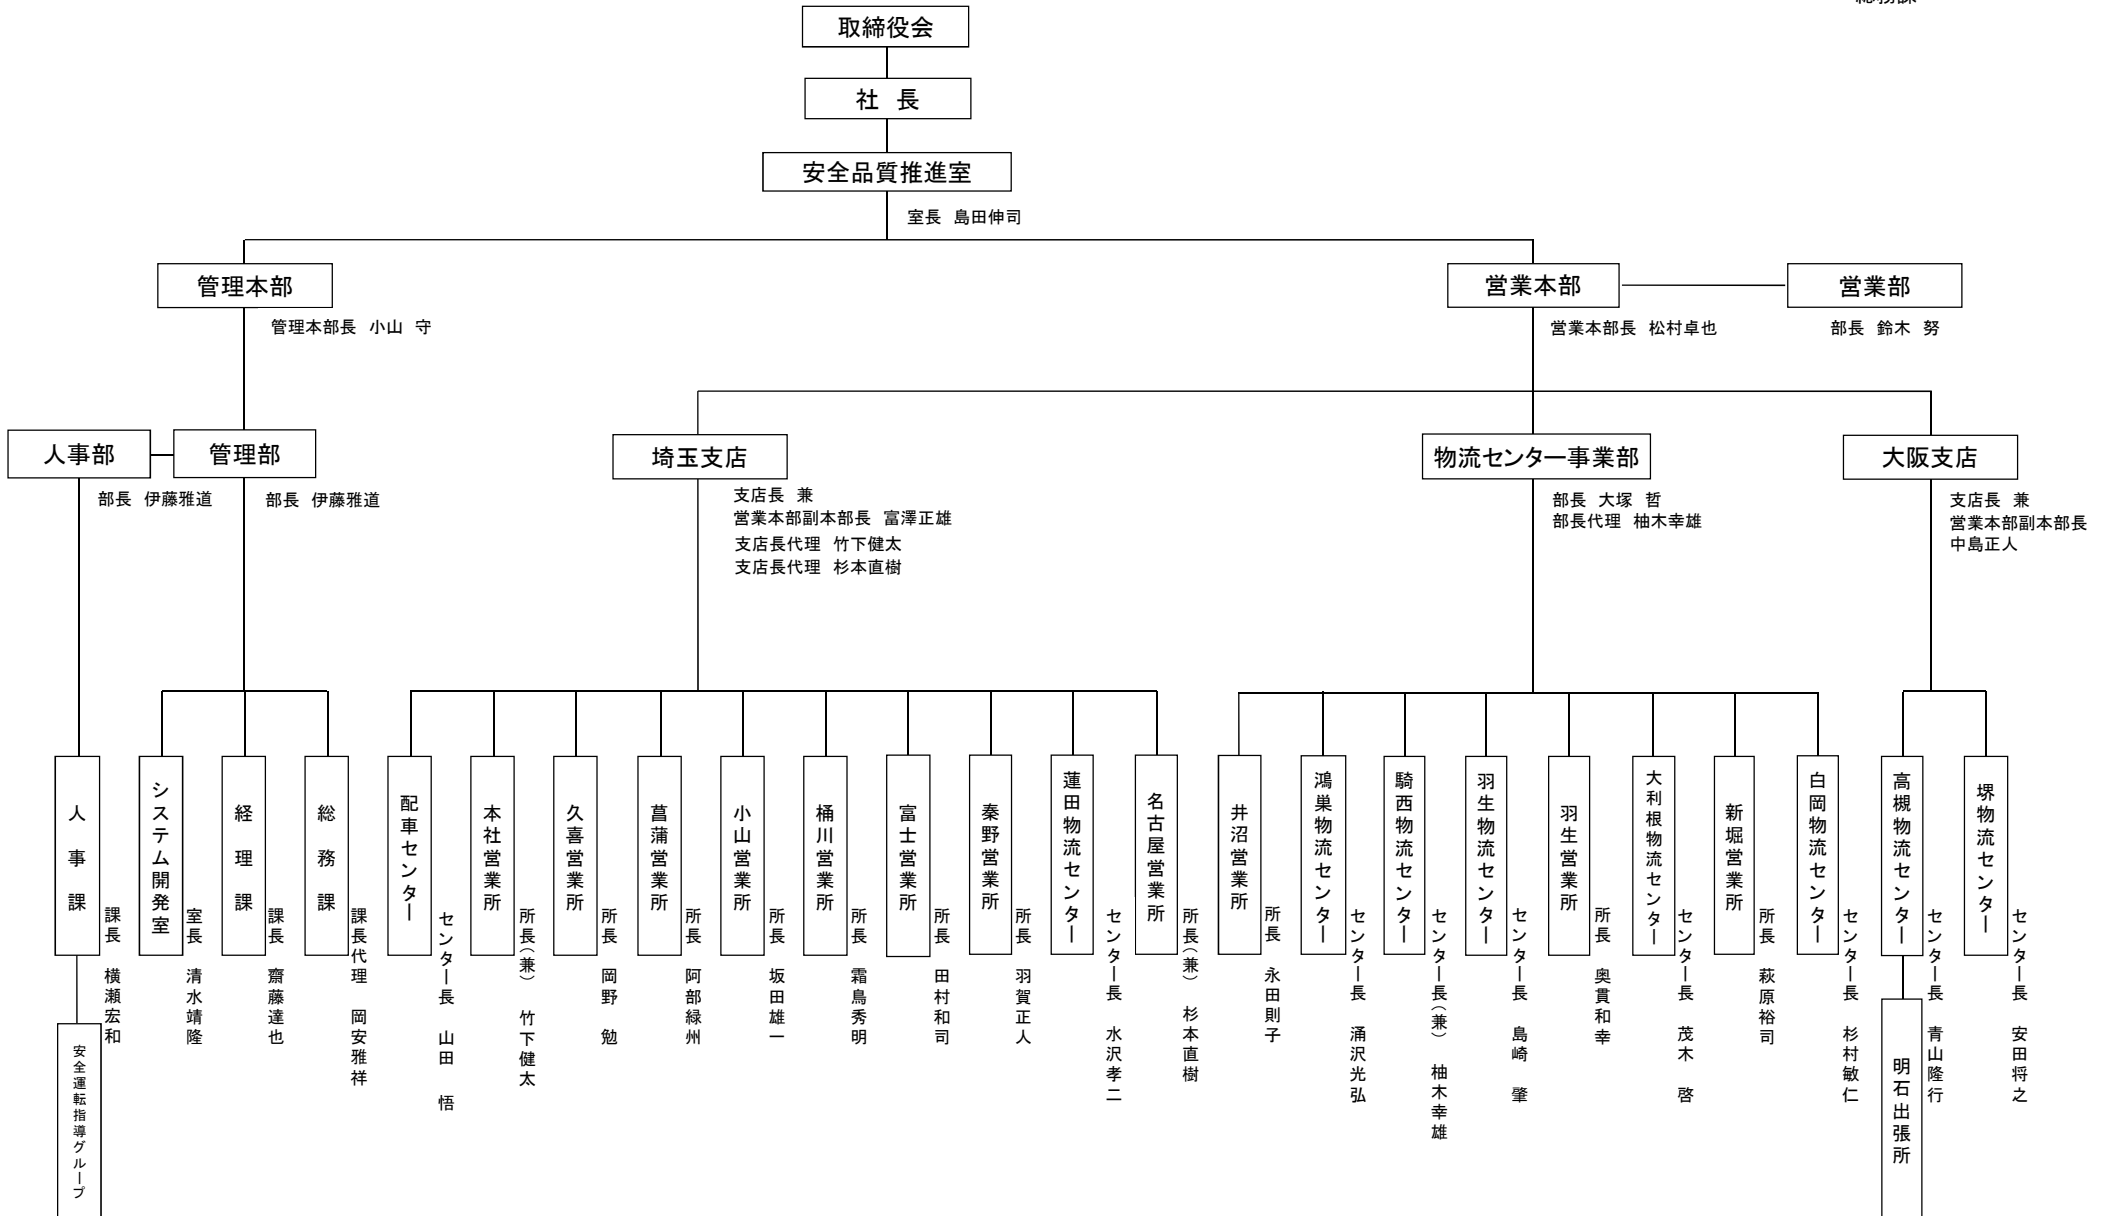 総務課
取締役会
社　長
安全品質推進室
室長　島田伸司
管理本部
管理本部長　小山　守
営業本部
営業本部長　松村卓也
営業部
部長　鈴木　努
人事部
部長　伊藤雅道
管理部
部長　伊藤雅道
埼玉支店
支店長　兼
営業本部副本部長　富澤正雄
支店長代理　竹下健太
支店長代理　杉本直樹
物流センター事業部
部長　大塚　哲
部長代理　柚木幸雄
大阪支店
支店長　兼
営業本部副本部長
中島正人
人事課
課長　横瀬宏和
安全運転指導グループ
システム開発室
室長　清水靖隆
経理課
課長　齋藤達也
総務課
課長代理　岡安雅祥
配車センター
センター長　山田　悟
本社営業所
所長（兼）　竹下健太
久喜営業所
所長　岡野　勉
菖蒲営業所
所長　阿部緑州
小山営業所
所長　坂田雄一
桶川営業所
所長　霜鳥秀明
富士営業所
所長　田村和司
秦野営業所
所長　羽賀正人
蓮田物流センター
センター長　水沢孝二
名古屋営業所
所長（兼）　杉本直樹
井沼営業所
所長　永田則子
鴻巣物流センター
センター長　涌沢光弘
騎西物流センター
センター長（兼）　柚木幸雄
羽生物流センター
センター長　島崎　肇
羽生営業所
所長　奥貫和幸
大利根物流センター
センター長　茂木　啓
新堀営業所
所長　萩原裕司
白岡物流センター
センター長　杉村敏仁
高槻物流センター
センター長　青山隆行
明石出張所
堺物流センター
センター長　安田将之